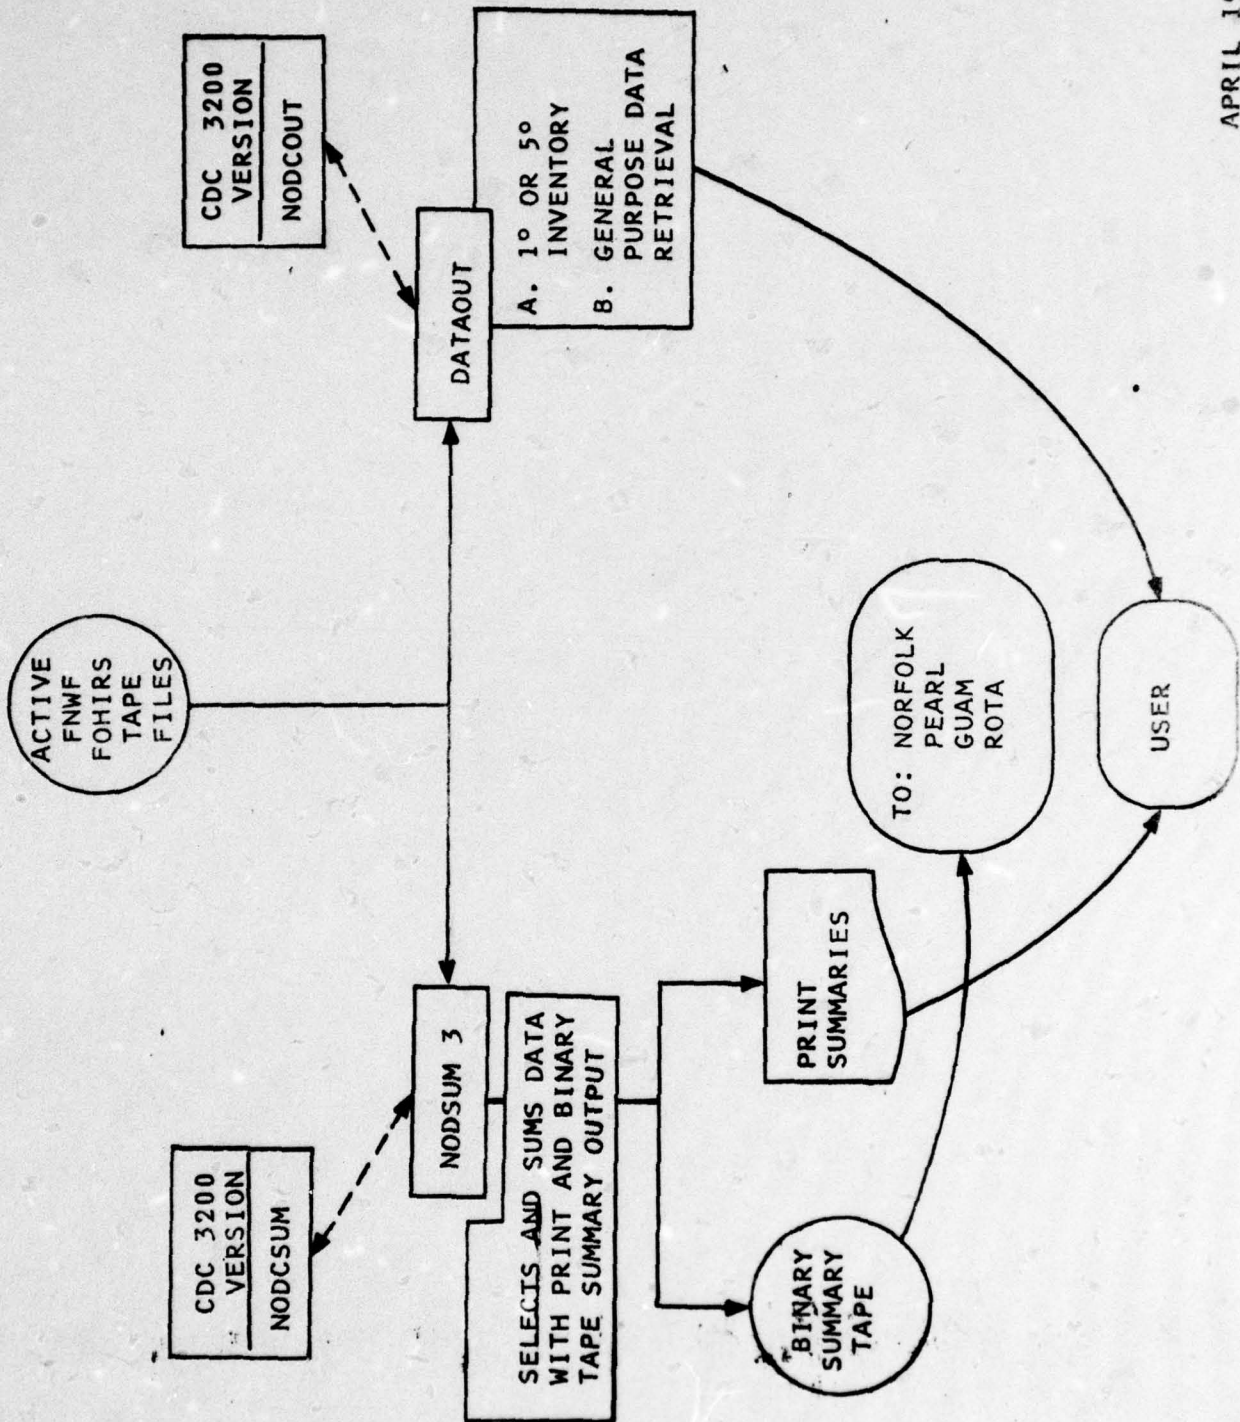 ACTIVE
FNWF
FOHIRS
TAPE
FILES
CDC 3200
VERSION
NODCSUM
NODSUM 3
SELECTS AND SUMS DATA
WITH PRINT AND BINARY
TAPE SUMMARY OUTPUT
BINARY
SUMMARY
TAPE
PRINT
SUMMARIES
TO: NORFOLK
PEARL
GUAM
ROTA
USER
CDC 3200
VERSION
NODCOUT
DATAOUT
A. 1° OR 5°
INVENTORY
B. GENERAL
PURPOSE DATA
RETRIEVAL
APRIL